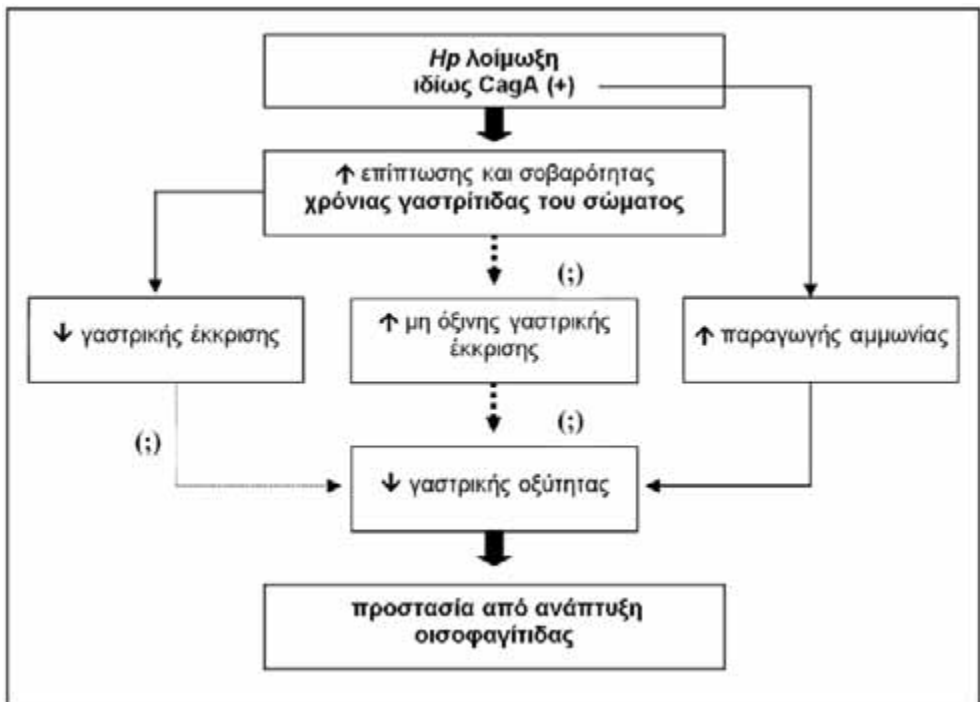 Hp λοίμωξη
ιδίως CagA (+)
↑ επίπτωσης και σοβαρότητας
χρόνιας γαστρίτιδας του σώματος
(;)
↓ γαστρικής έκκρισης
↑ μη όξινης γαστρικής
έκκρισης
↑ παραγωγής αμμωνίας
(;)
(;)
↓ γαστρικής οξύτητας
προστασία από ανάπτυξη
οισοφαγίτιδας